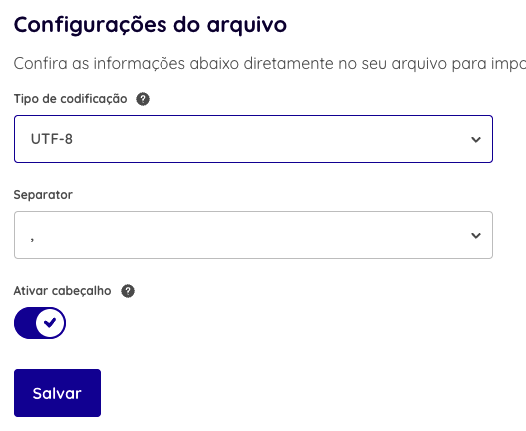 Configurações do arquivo
Confira as informações abaixo diretamente no seu arquivo para impo
Tipo de codificação ?
UTF-8
Separator
,
Ativar cabeçalho ?
Salvar